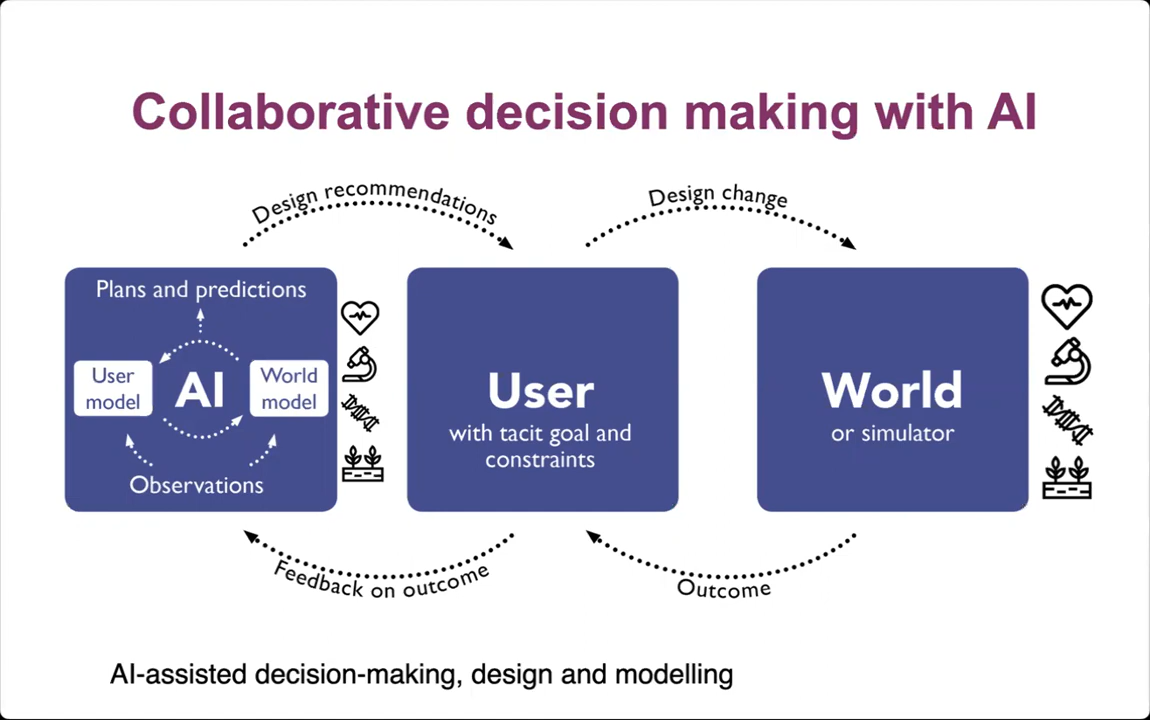 Collaborative decision making with AI
Design recommendations
Design change
Plans and predictions
User
model
AI
World
model
Observations
User
with tacit goal and
constraints
World
or simulator
Feedback on outcome
Outcome
AI-assisted decision-making, design and modelling